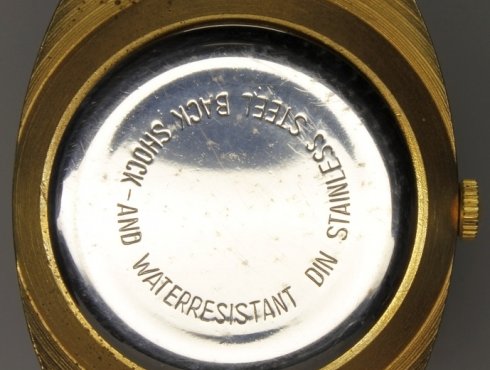 STAINLESS STEEL BACK SHOCK-AND WATERRESISTANT DIN